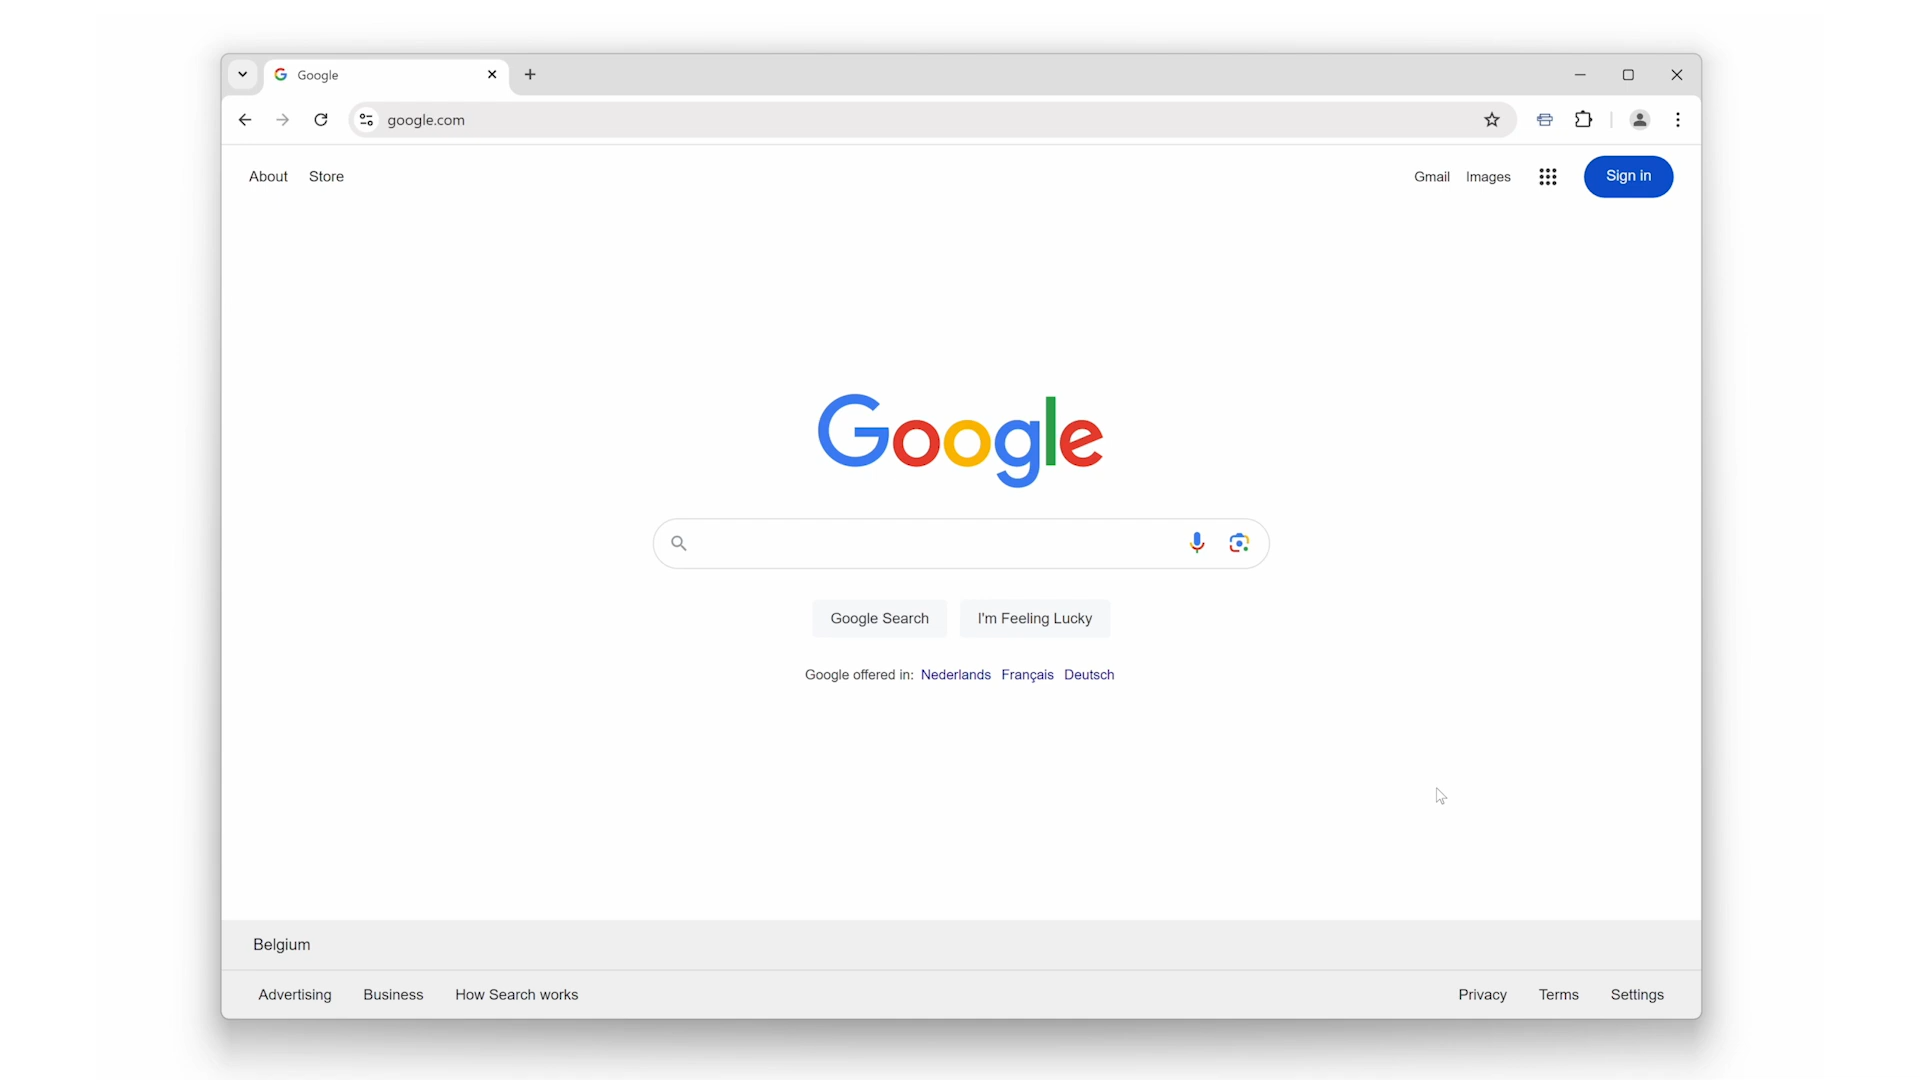 Google
google.com
About Store Gmail Images Sign in
Google
Google Search I'm Feeling Lucky
Google offered in: Nederlands Français Deutsch
Belgium
Advertising Business How Search works Privacy Terms Settings